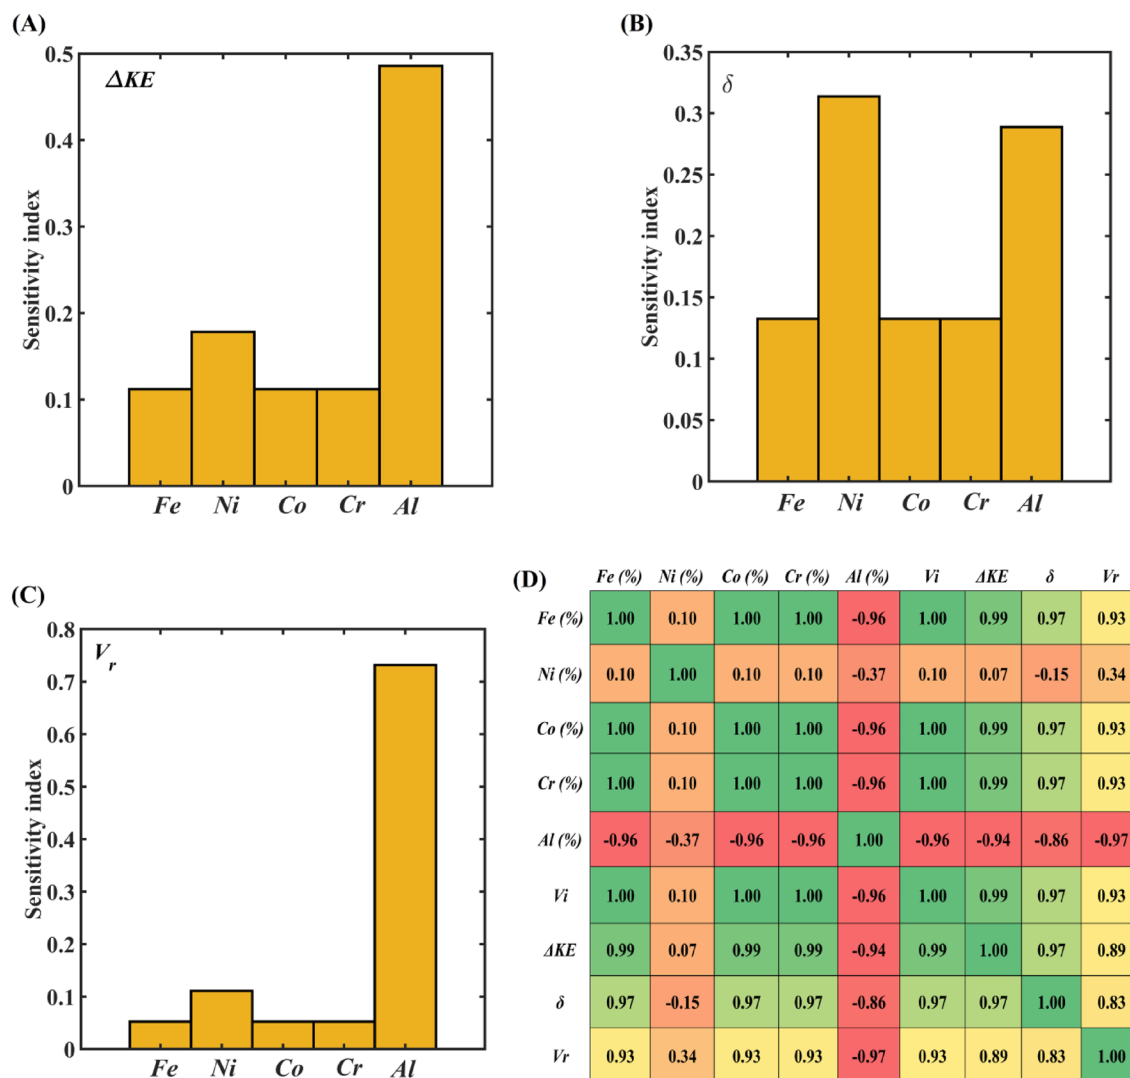 (A)
ΔKE
Sensitivity index
0.5
0.4
0.3
0.2
0.1
0
Fe Ni Co Cr Al
(B)
δ
Sensitivity index
0.35
0.3
0.25
0.2
0.15
0.1
0.05
0
Fe Ni Co Cr Al
(C)
Vr
Sensitivity index
0.8
0.7
0.6
0.5
0.4
0.3
0.2
0.1
0
Fe Ni Co Cr Al
(D)
Fe (%) Ni (%) Co (%) Cr (%) Al (%) Vi ΔKE δ Vr
Fe (%) 1.00 0.10 1.00 1.00 -0.96 1.00 0.99 0.97 0.93
Ni (%) 0.10 1.00 0.10 0.10 -0.37 0.10 0.07 -0.15 0.34
Co (%) 1.00 0.10 1.00 1.00 -0.96 1.00 0.99 0.97 0.93
Cr (%) 1.00 0.10 1.00 1.00 -0.96 1.00 0.99 0.97 0.93
Al (%) -0.96 -0.37 -0.96 -0.96 1.00 -0.96 -0.94 -0.86 -0.97
Vi 1.00 0.10 1.00 1.00 -0.96 1.00 0.99 0.97 0.93
ΔKE 0.99 0.07 0.99 0.99 -0.94 0.99 1.00 0.97 0.89
δ 0.97 -0.15 0.97 0.97 -0.86 0.97 0.97 1.00 0.83
Vr 0.93 0.34 0.93 0.93 -0.97 0.93 0.89 0.83 1.00